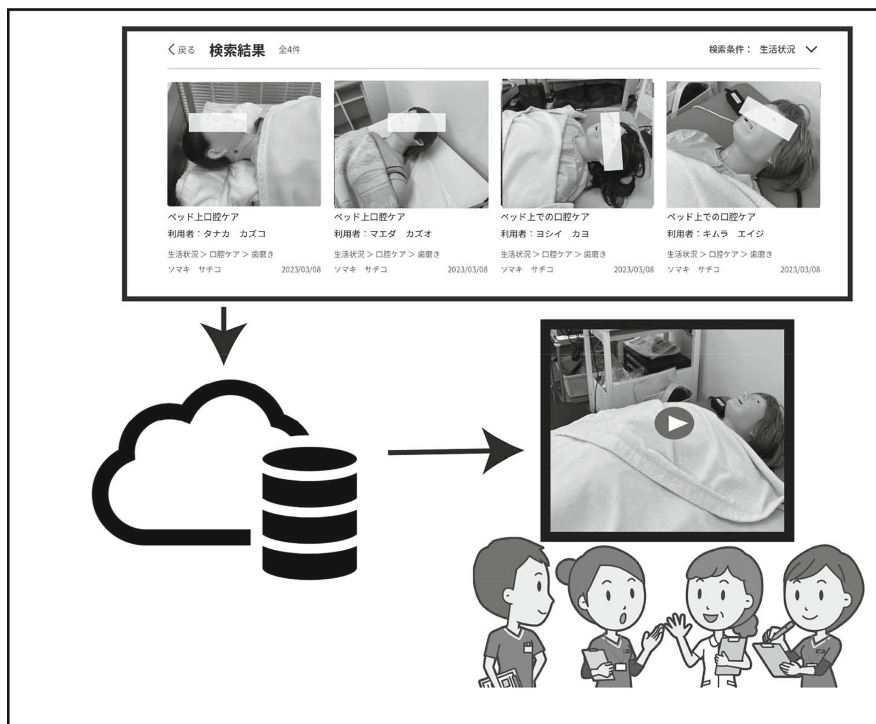 戻る 検索結果 全4件 検索条件： 生活状況
ベッド上口腔ケア
利用者：タナカ カズコ
生活状況 > 口腔ケア > 歯磨き
ソマキ サチコ 2023/03/08
ベッド上口腔ケア
利用者：マエダ カズオ
生活状況 > 口腔ケア > 歯磨き
ソマキ サチコ 2023/03/08
ベッド上での口腔ケア
利用者：ヨシイ カヨ
生活状況 > 口腔ケア > 歯磨き
ソマキ サチコ 2023/03/08
ベッド上での口腔ケア
利用者：キムラ エイジ
生活状況 > 口腔ケア > 歯磨き
ソマキ サチコ 2023/03/08